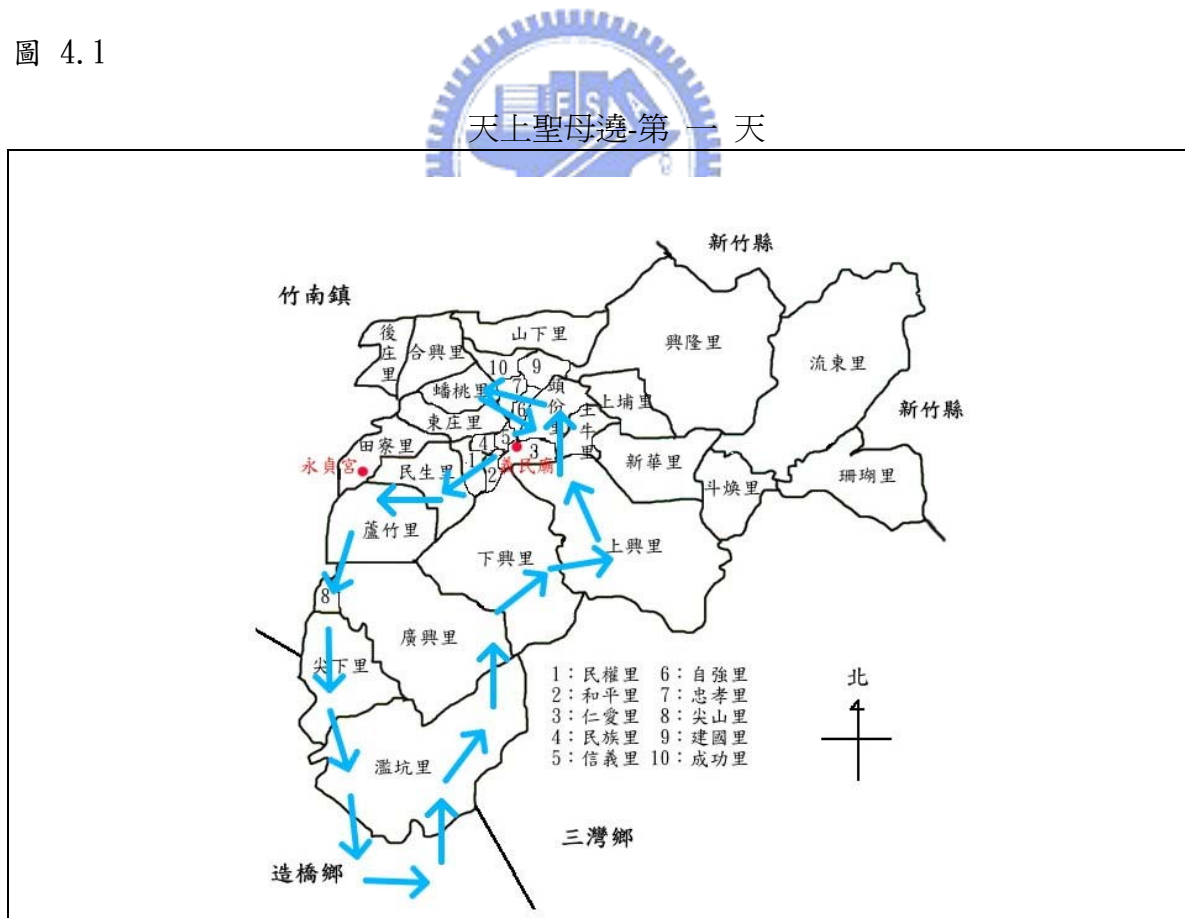 圖 4.1
E S A
天上聖母遶-第 一 天
新竹縣
竹南鎮
後庄里
合興里
山下里
興隆里
流東里
10
9
蟠桃里
7
頭份里
上埔里
6
東庄里
土牛里
新竹縣
田寮里
4
5
3
永貞宮
民生里
1
2
義民廟
新華里
斗煥里
珊瑚里
蘆竹里
下興里
上興里
8
廣興里
尖下里
1：民權里 6：自強里
2：和平里 7：忠孝里
3：仁愛里 8：尖山里
4：民族里 9：建國里
5：信義里 10：成功里
北
濫坑里
三灣鄉
造橋鄉